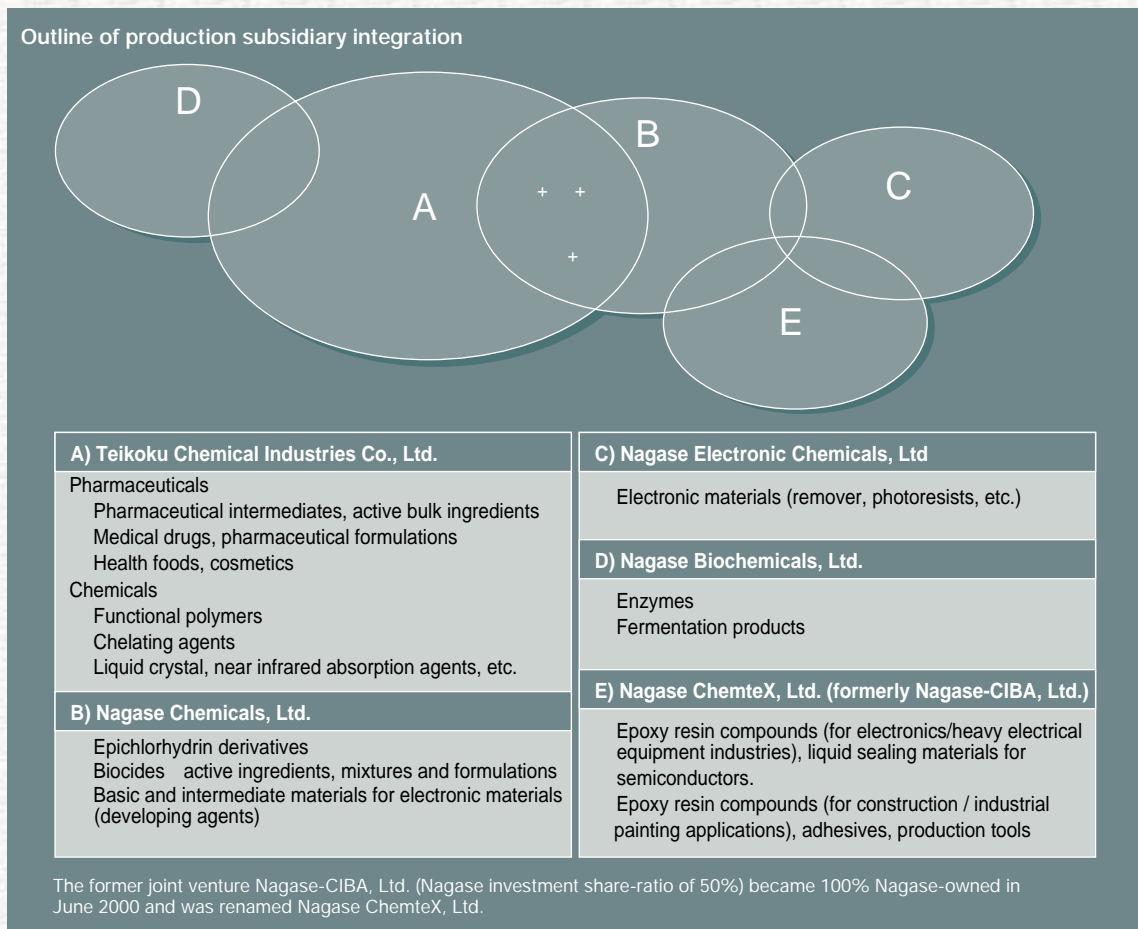 Outline of production subsidiary integration
D
A
B
C
E
+ +
+
A) Teikoku Chemical Industries Co., Ltd.
Pharmaceuticals
Pharmaceutical intermediates, active bulk ingredients
Medical drugs, pharmaceutical formulations
Health foods, cosmetics
Chemicals
Functional polymers
Chelating agents
Liquid crystal, near infrared absorption agents, etc.
B) Nagase Chemicals, Ltd.
Epichlorhydrin derivatives
Biocides active ingredients, mixtures and formulations
Basic and intermediate materials for electronic materials
(developing agents)
C) Nagase Electronic Chemicals, Ltd
Electronic materials (remover, photoresists, etc.)
D) Nagase Biochemicals, Ltd.
Enzymes
Fermentation products
E) Nagase ChemteX, Ltd. (formerly Nagase-CIBA, Ltd.)
Epoxy resin compounds (for electronics/heavy electrical
equipment industries), liquid sealing materials for
semiconductors.
Epoxy resin compounds (for construction / industrial
painting applications), adhesives, production tools
The former joint venture Nagase-CIBA, Ltd. (Nagase investment share-ratio of 50%) became 100% Nagase-owned in
June 2000 and was renamed Nagase ChemteX, Ltd.